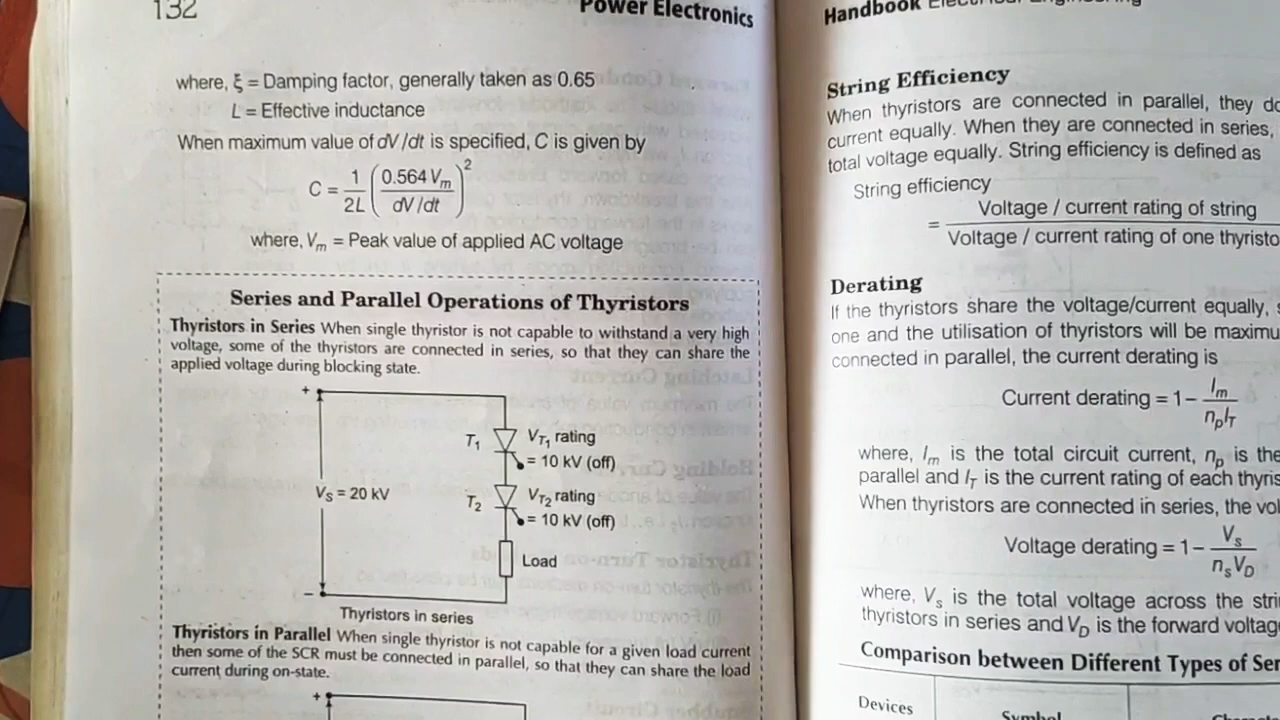 132
Power Electronics
where, ξ = Damping factor, generally taken as 0.65
L = Effective inductance
When maximum value of dV/dt is specified, C is given by
C = 1/2L (0.564 Vm / dV/dt)²
where, Vm = Peak value of applied AC voltage
Series and Parallel Operations of Thyristors
Thyristors in Series When single thyristor is not capable to withstand a very high
voltage, some of the thyristors are connected in series, so that they can share the
applied voltage during blocking state.
+
T1
VT1 rating
= 10 kV (off)
Vs = 20 kV
T2
VT2 rating
= 10 kV (off)
Load
–
Thyristors in series
Thyristors in Parallel When single thyristor is not capable for a given load current
then some of the SCR must be connected in parallel, so that they can share the load
current during on-state.
+
Handbook Electrical Engineering
String Efficiency
When thyristors are connected in parallel, they do
current equally. When they are connected in series,
total voltage equally. String efficiency is defined as
String efficiency
= Voltage / current rating of string
Voltage / current rating of one thyristo
Derating
If the thyristors share the voltage/current equally,
one and the utilisation of thyristors will be maximu
connected in parallel, the current derating is
Current derating = 1 – Im / npIT
where, Im is the total circuit current, np is the
parallel and IT is the current rating of each thyris
When thyristors are connected in series, the vol
Voltage derating = 1 – Vs / nsVD
where, Vs is the total voltage across the stri
thyristors in series and VD is the forward voltage
Comparison between Different Types of Ser
Devices
Symbol